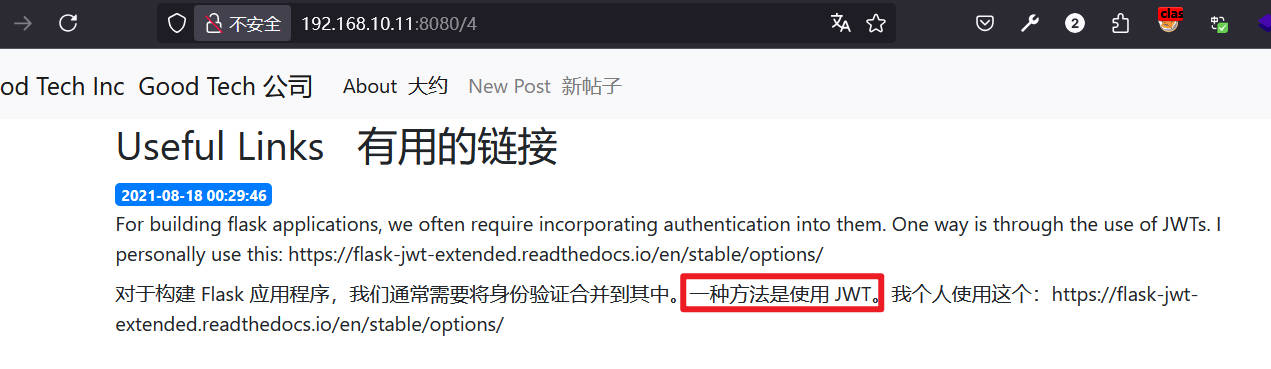 不安全 192.168.10.11:8080/4 2 clas
od Tech Inc Good Tech 公司 About 大约 New Post 新帖子
Useful Links 有用的链接
2021-08-18 00:29:46
For building flask applications, we often require incorporating authentication into them. One way is through the use of JWTs. I
personally use this: https://flask-jwt-extended.readthedocs.io/en/stable/options/
对于构建 Flask 应用程序，我们通常需要将身份验证合并到其中。一种方法是使用 JWT。我个人使用这个：https://flask-jwt-
extended.readthedocs.io/en/stable/options/